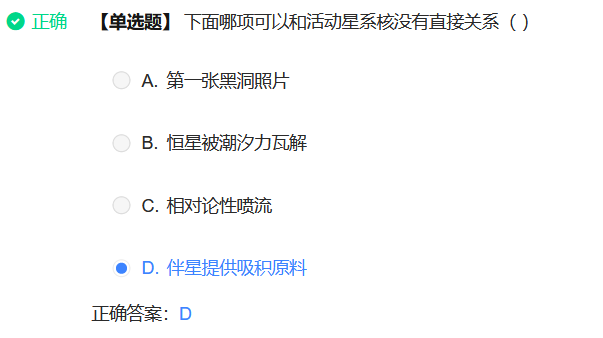 正确 【单选题】 下面哪项可以和活动星系核没有直接关系（ ）
A. 第一张黑洞照片
B. 恒星被潮汐力瓦解
C. 相对论性喷流
D. 伴星提供吸积原料
正确答案：D